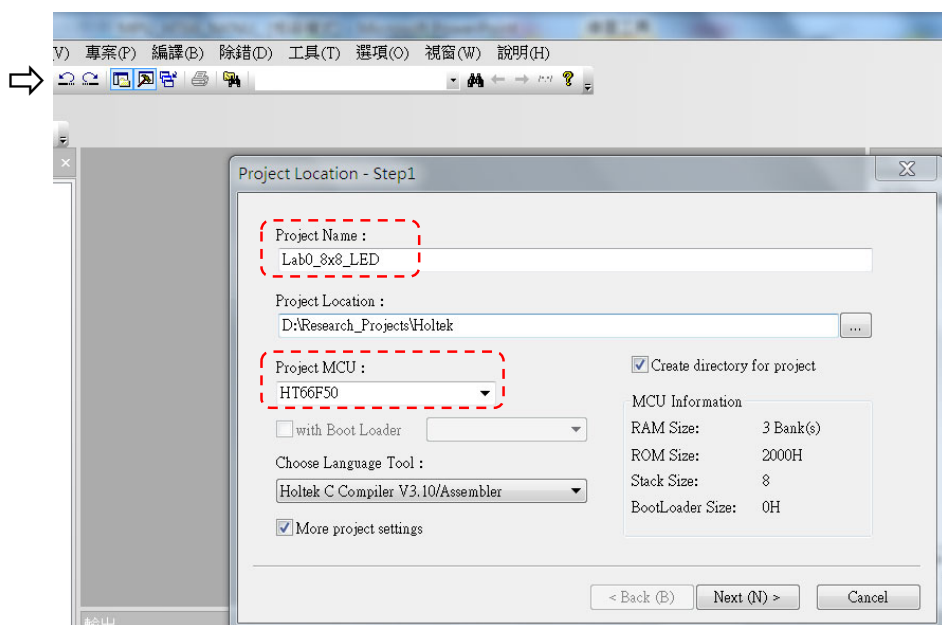 V) 專案(P) 編譯(B) 除錯(D) 工具(T) 選項(O) 視窗(W) 說明(H)
Project Location - Step1
Project Name :
Lab0_8x8_LED
Project Location :
D:\Research_Projects\Holtek
...
Project MCU :
HT66F50
Create directory for project
with Boot Loader
MCU Information
RAM Size: 3 Bank(s)
ROM Size: 2000H
Stack Size: 8
BootLoader Size: 0H
Choose Language Tool :
Holtek C Compiler V3.10/Assembler
More project settings
< Back (B) Next (N) > Cancel
輸出